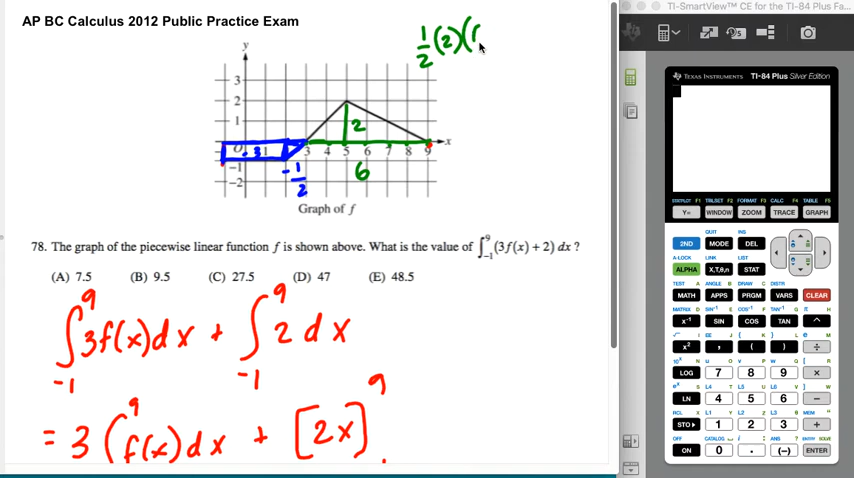 AP BC Calculus 2012 Public Practice Exam
TI-SmartView™ CE for the TI-84 Plus Fa...
1/2 (2)(
y
3
2
1
O 1 3 4 5 6 7 8 9 x
-1
-2
-3
-1/2
2
6
Graph of f
78. The graph of the piecewise linear function f is shown above. What is the value of ∫₋₁⁹ (3f(x) + 2) dx ?
(A) 7.5 (B) 9.5 (C) 27.5 (D) 47 (E) 48.5
∫₋₁⁹ 3f(x)dx + ∫₋₁⁹ 2 dx
= 3 ∫⁹ f(x)dx + [2x]⁹
TEXAS INSTRUMENTS TI-84 Plus Silver Edition
STATPLOT F1 TBLSET F2 FORMAT F3 CALC F4 TABLE F5
Y= WINDOW ZOOM TRACE GRAPH
QUIT INS
2ND MODE DEL
A-LOCK LINK LIST
ALPHA X,T,θ,n STAT
TEST A ANGLE B DRAW C DISTR
MATH APPS PRGM VARS CLEAR
MATRIX D SIN⁻¹ E COS⁻¹ F TAN⁻¹ G π H
x⁻¹ SIN COS TAN ^
√ I EE J { K } L e M
x² , ( ) ÷
10ˣ N u O v P w Q [ R
LOG 7 8 9 ×
eˣ S L4 T L5 U L6 V ] W
LN 4 5 6 −
RCL X L1 Y L2 Z L3 θ MEM "
STO▸ 1 2 3 +
OFF CATALOG i : ANS ? ENTRY SOLVE
ON 0 . (−) ENTER